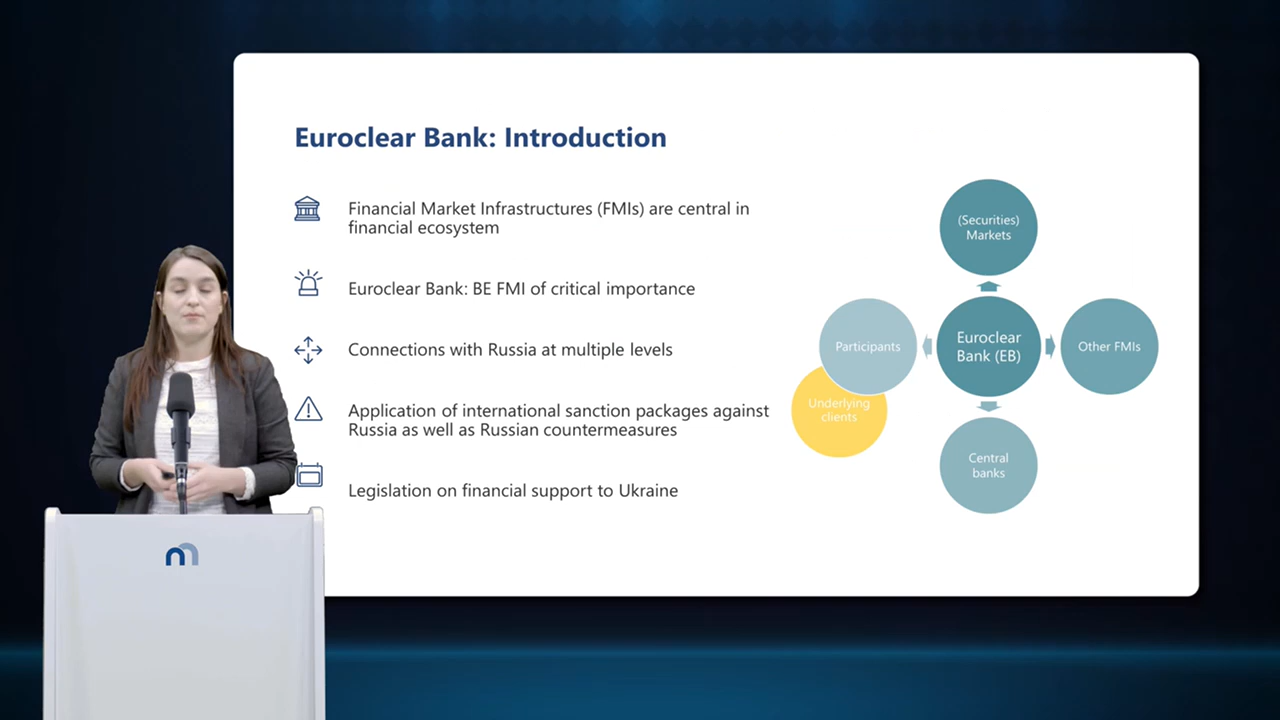 Euroclear Bank: Introduction
Financial Market Infrastructures (FMIs) are central in
financial ecosystem
Euroclear Bank: BE FMI of critical importance
Connections with Russia at multiple levels
Application of international sanction packages against
Russia as well as Russian countermeasures
Legislation on financial support to Ukraine
(Securities)
Markets
Participants
Euroclear
Bank (EB)
Other FMIs
Underlying
clients
Central
banks